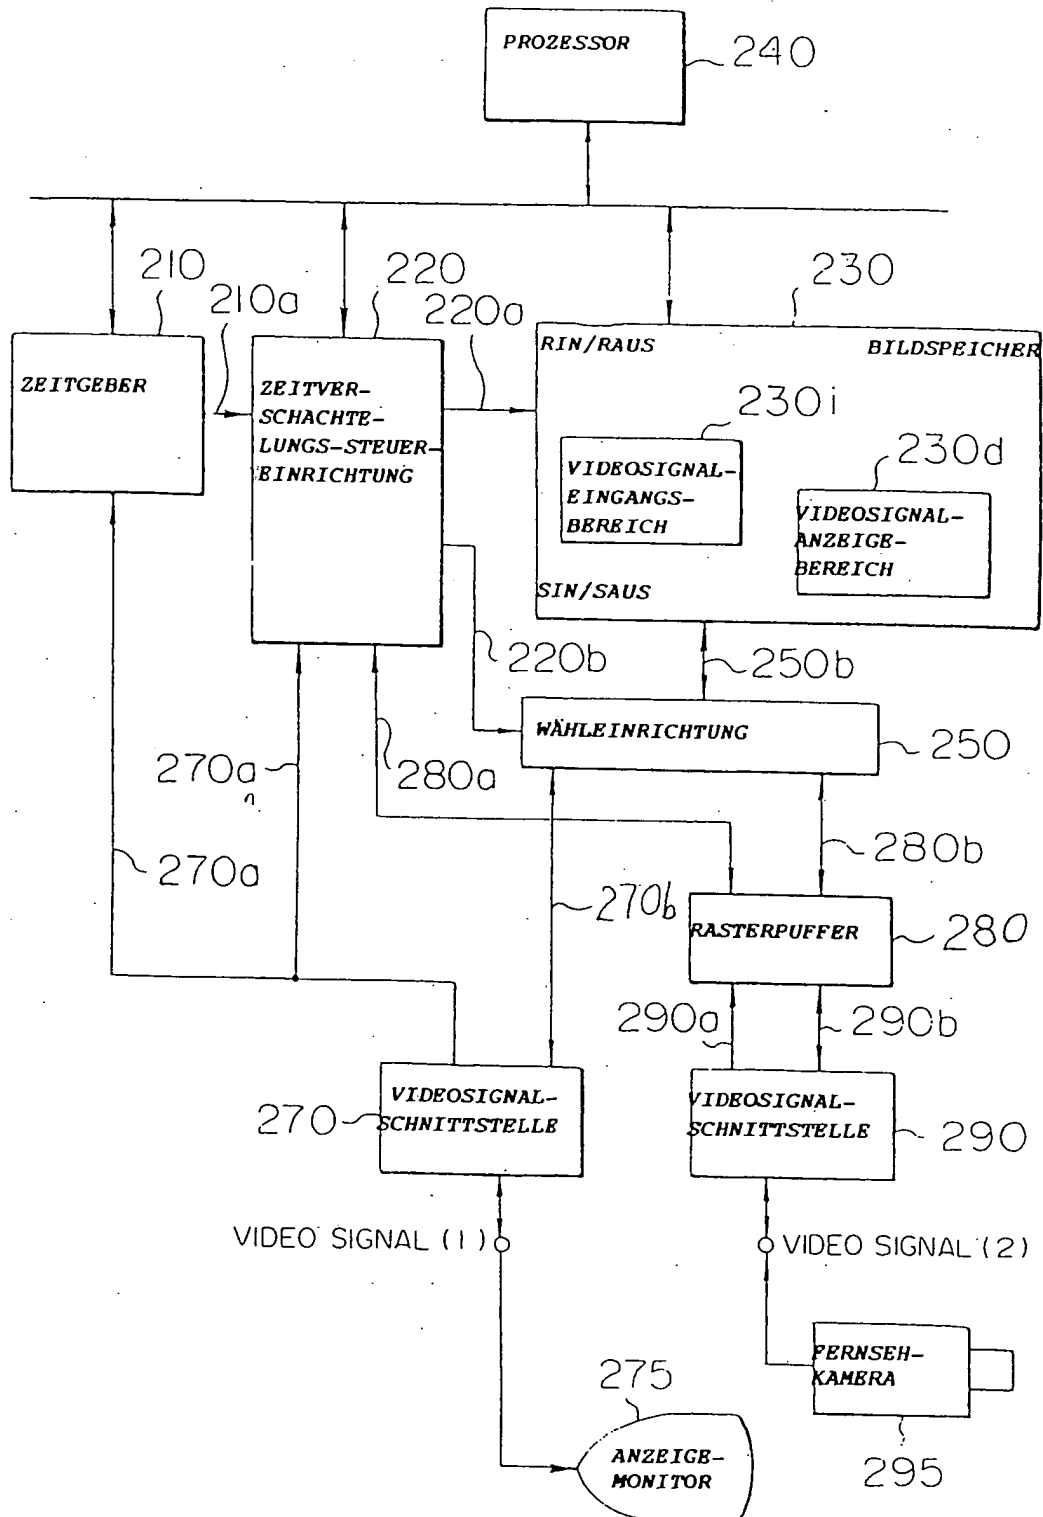 PROZESSOR
240
210
210a
220
220a
230
ZEITGEBER
ZEITVER-
SCHACHTE-
LUNGS-STEUER-
EINRICHTUNG
RIN/RAUS
BILDSPEICHER
230i
VIDEOSIGNAL-
EINGANGS-
BEREICH
230d
VIDEOSIGNAL-
ANZEIGE-
BEREICH
SIN/SAUS
220b
250b
WÄHLEINRICHTUNG
250
270a
280a
270a
270b
280b
RASTERPUFFER
280
290a
290b
VIDEOSIGNAL-
SCHNITTSTELLE
270
VIDEOSIGNAL-
SCHNITTSTELLE
290
VIDEO SIGNAL (1)
VIDEO SIGNAL (2)
FERNSEH-
KAMERA
295
275
ANZEIGE-
MONITOR